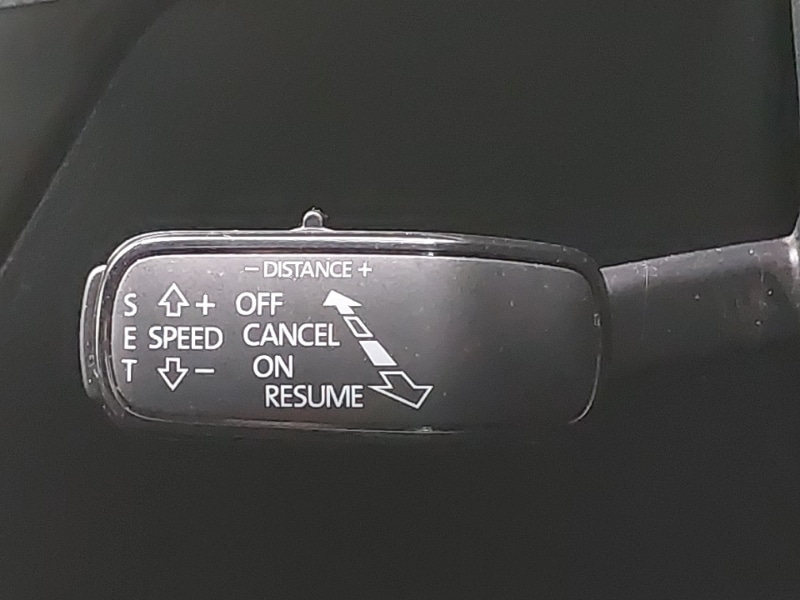 - DISTANCE +
S + OFF
E SPEED CANCEL
T - ON
RESUME